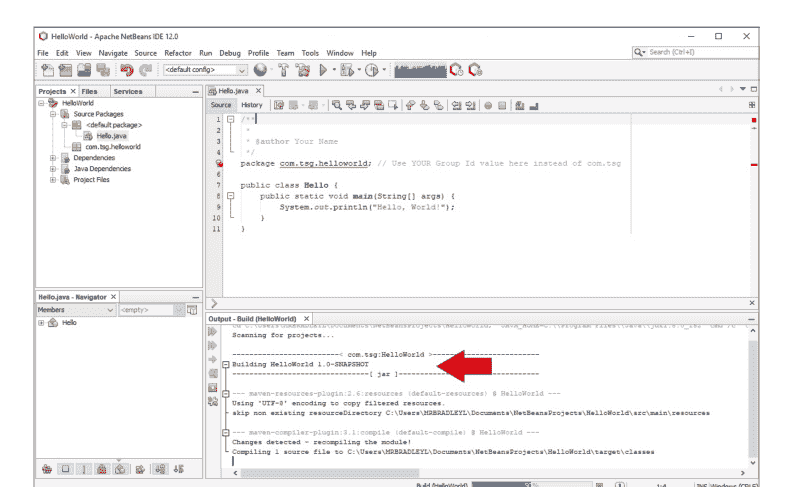 HelloWorld - Apache NetBeans IDE 12.0
File Edit View Navigate Source Refactor Run Debug Profile Team Tools Window Help
Search (Ctrl+I)
<default config>
Projects Files Services
HelloWorld
Source Packages
<default package>
Hello.java
com.tsg.helloworld
Dependencies
Java Dependencies
Project Files
Hello.java - Navigator
Members <empty>
Hello
Hello.java
Source History
1 /**
2 *
3 * @author Your Name
4 */
package com.tsg.helloworld; // Use YOUR Group Id value here instead of com.tsg
6
7 public class Hello {
8 public static void main(String[] args) {
9 System.out.println("Hello, World!");
10 }
11 }
Output - Build (HelloWorld)
Scanning for projects...
------------------------< com.tsg:HelloWorld >------------------------
Building HelloWorld 1.0-SNAPSHOT
--------------------------------[ jar ]---------------------------------
--- maven-resources-plugin:2.6:resources (default-resources) @ HelloWorld ---
Using 'UTF-8' encoding to copy filtered resources.
skip non existing resourceDirectory C:\Users\MRBRADLEYL\Documents\NetBeansProjects\HelloWorld\src\main\resources
--- maven-compiler-plugin:3.1:compile (default-compile) @ HelloWorld ---
Changes detected - recompiling the module!
Compiling 1 source file to C:\Users\MRBRADLEYL\Documents\NetBeansProjects\HelloWorld\target\classes
Build (HelloWorld) 1:4 INS Windows (CRLF)